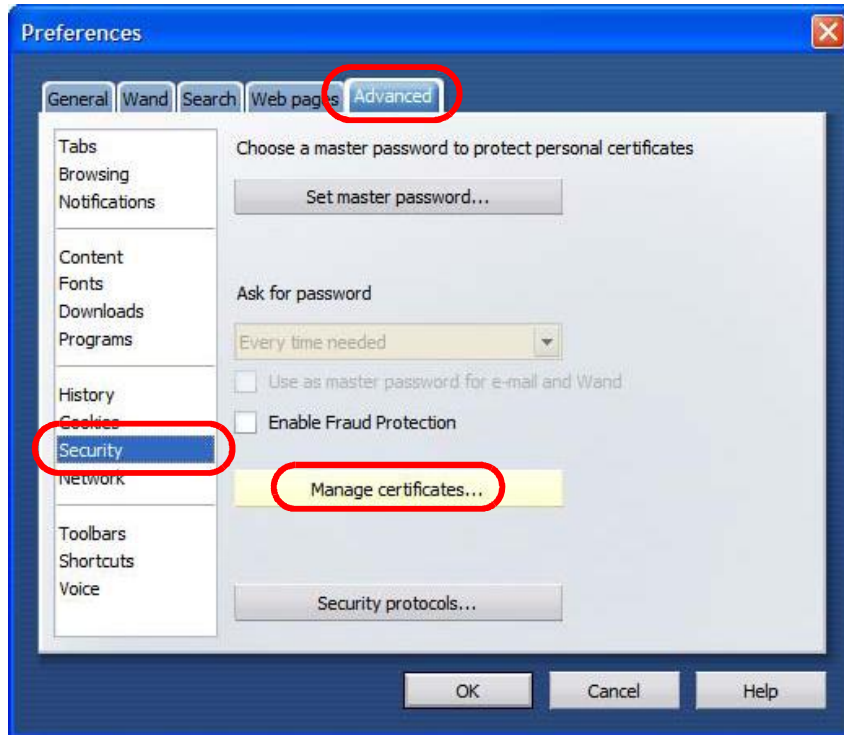 Preferences
General Wand Search Web pages Advanced
Tabs
Browsing
Notifications
Content
Fonts
Downloads
Programs
History
Cookies
Security
Network
Toolbars
Shortcuts
Voice
Choose a master password to protect personal certificates
Set master password...
Ask for password
Every time needed
Use as master password for e-mail and Wand
Enable Fraud Protection
Manage certificates...
Security protocols...
OK Cancel Help